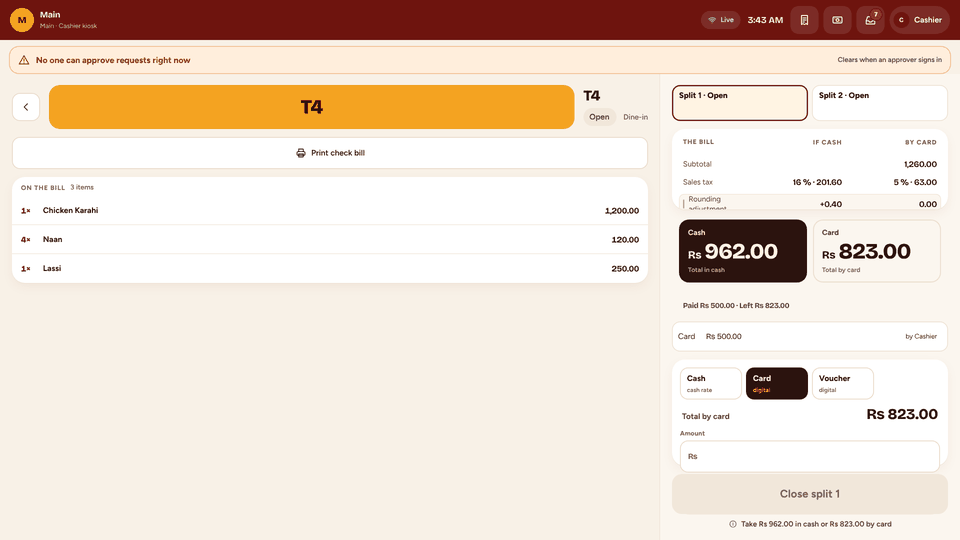 M
Main
Main · Cashier kiosk
Live
3:43 AM
7
C
Cashier
No one can approve requests right now
Clears when an approver signs in
T4
T4
Open
Dine-in
Print check bill
ON THE BILL 3 items
1× Chicken Karahi 1,200.00
4× Naan 120.00
1× Lassi 250.00
Split 1 · Open
Split 2 · Open
THE BILL IF CASH BY CARD
Subtotal 1,260.00
Sales tax 16 % · 201.60 5 % · 63.00
Rounding adjustment +0.40 0.00
Cash
Rs 962.00
Total in cash
Card
Rs 823.00
Total by card
Paid Rs 500.00 · Left Rs 823.00
Card Rs 500.00 by Cashier
Cash
cash rate
Card
digital
Voucher
digital
Total by card Rs 823.00
Amount
Rs
Close split 1
Take Rs 962.00 in cash or Rs 823.00 by card